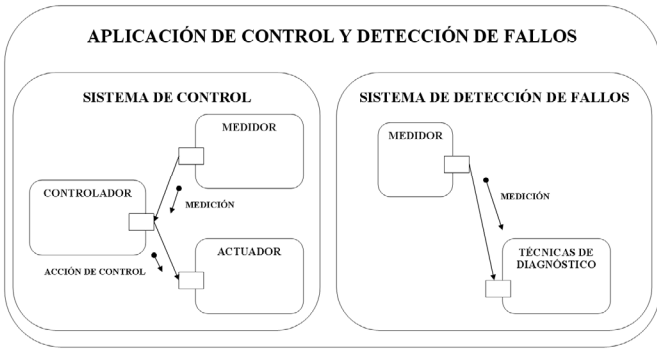 APLICACIÓN DE CONTROL Y DETECCIÓN DE FALLOS
SISTEMA DE CONTROL
MEDIDOR
CONTROLADOR
MEDICIÓN
ACTUADOR
ACCIÓN DE CONTROL
SISTEMA DE DETECCIÓN DE FALLOS
MEDIDOR
MEDICIÓN
TÉCNICAS DE
DIAGNÓSTICO